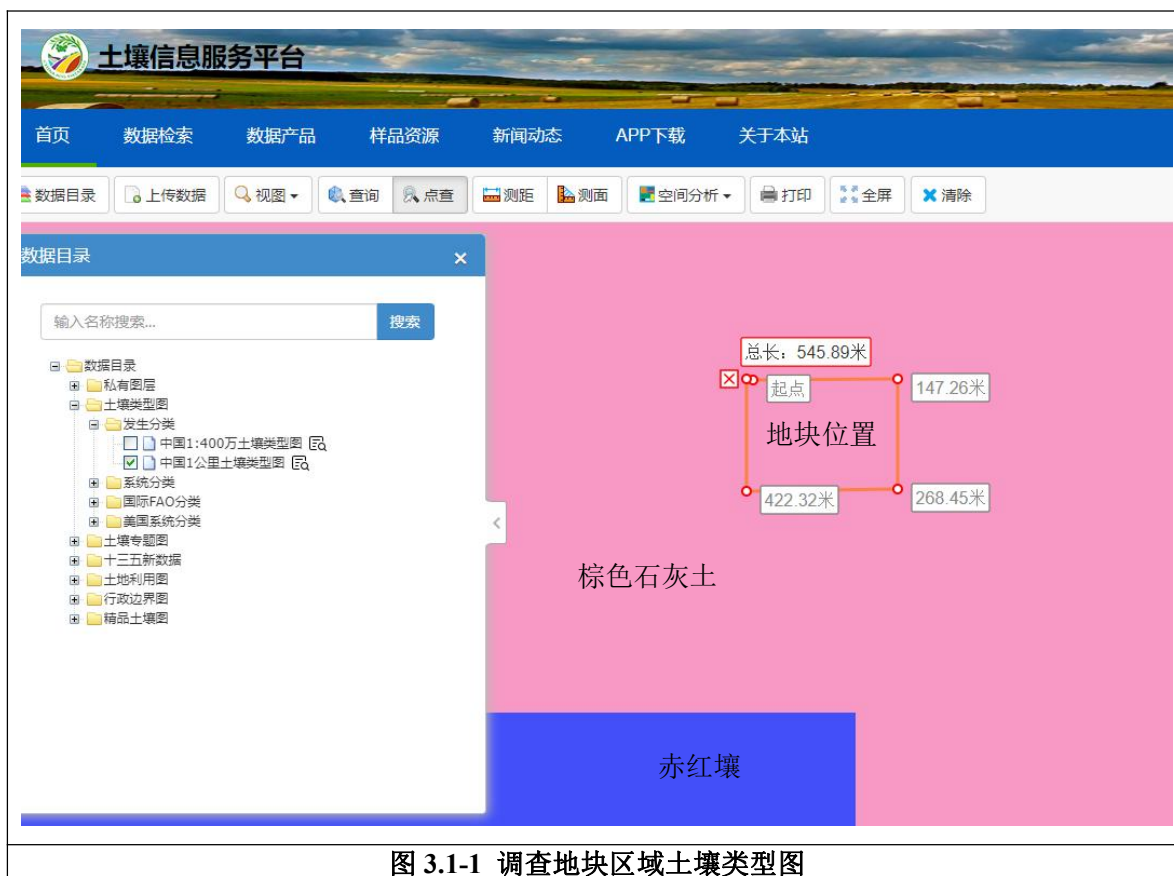 土壤信息服务平台
首页 数据检索 数据产品 样品资源 新闻动态 APP下载 关于本站
数据目录 上传数据 视图 查询 点查 测距 测面 空间分析 打印 全屏 清除
数据目录
输入名称搜索... 搜索
数据目录
私有图层
土壤类型图
发生分类
中国1:400万土壤类型图
中国1公里土壤类型图
系统分类
国际FAO分类
美国系统分类
土壤专题图
十三五新数据
土地利用图
行政边界图
精品土壤图
总长：545.89米
起点
147.26米
地块位置
422.32米
268.45米
棕色石灰土
赤红壤
图 3.1-1 调查地块区域土壤类型图